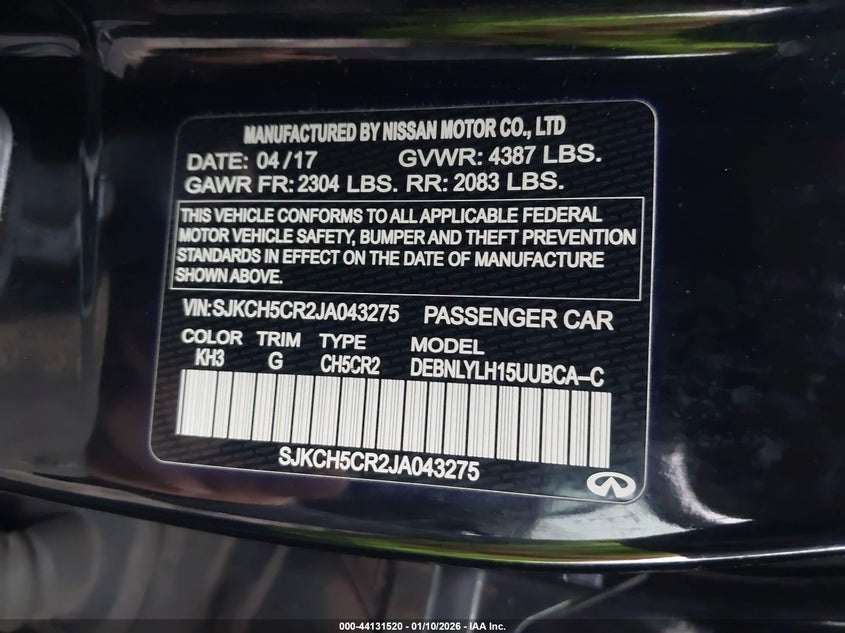 MANUFACTURED BY NISSAN MOTOR CO., LTD
DATE: 04/17 GVWR: 4387 LBS.
GAWR FR: 2304 LBS. RR: 2083 LBS.
THIS VEHICLE CONFORMS TO ALL APPLICABLE FEDERAL
MOTOR VEHICLE SAFETY, BUMPER AND THEFT PREVENTION
STANDARDS IN EFFECT ON THE DATE OF MANUFACTURE
SHOWN ABOVE.
VIN:SJKCH5CR2JA043275 PASSENGER CAR
COLOR TRIM TYPE MODEL
KH3 G CH5CR2 DEBNLYLH15UUBCA-C
SJKCH5CR2JA043275
000-44131520 - 01/10/2026 - IAA Inc.